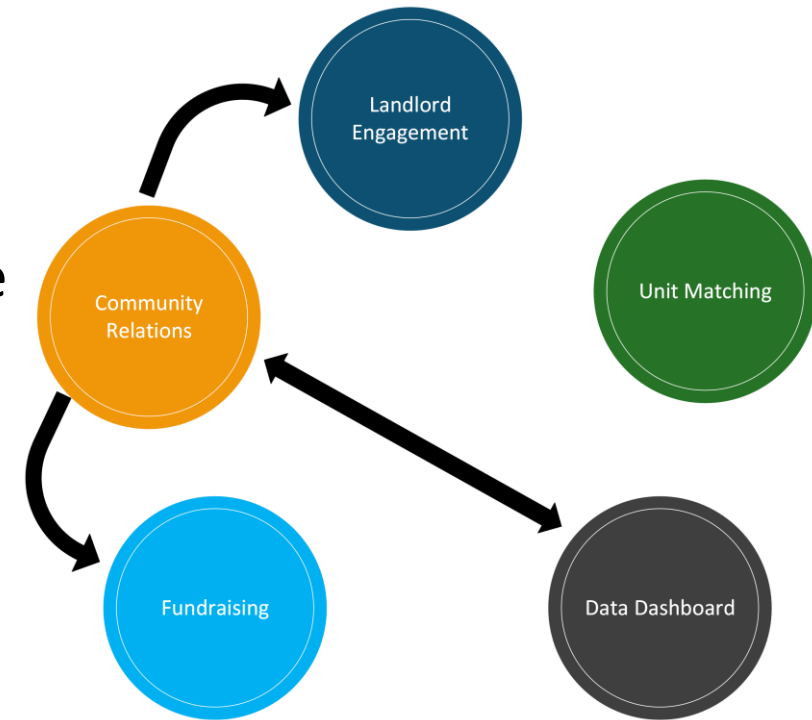 Landlord
Engagement
Unit Matching
e
Community
Relations
Fundraising
Data Dashboard